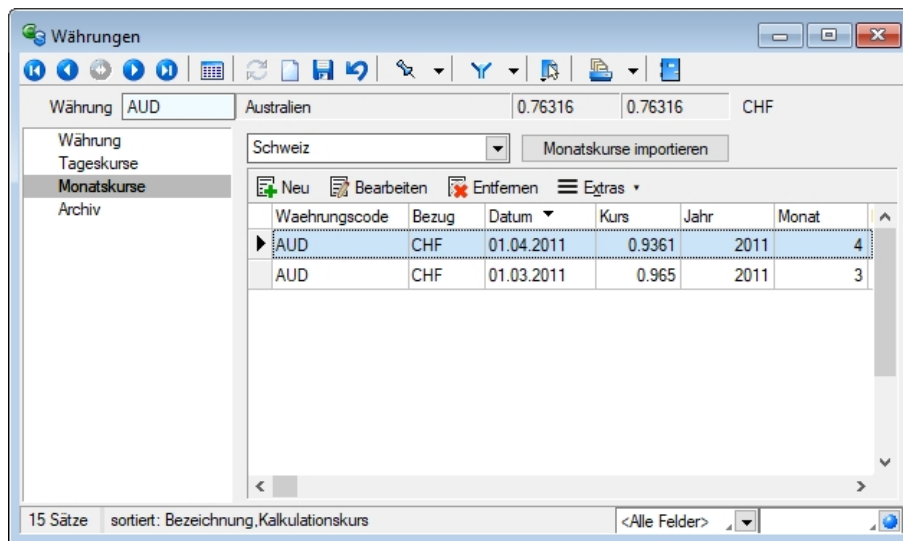 Währungen
Währung AUD Australien 0.76316 0.76316 CHF
Währung
Tageskurse
Monatskurse
Archiv
Schweiz Monatskurse importieren
Neu Bearbeiten Entfernen Extras
Waehrungscode Bezug Datum Kurs Jahr Monat
AUD CHF 01.04.2011 0.9361 2011 4
AUD CHF 01.03.2011 0.965 2011 3
15 Sätze sortiert: Bezeichnung,Kalkulationskurs <Alle Felder>